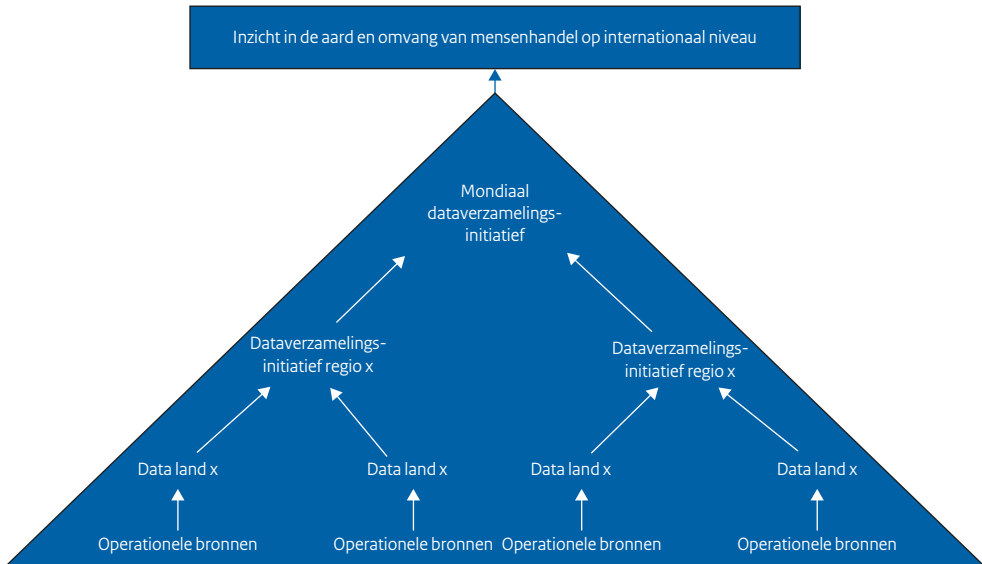 Inzicht in de aard en omvang van mensenhandel op internationaal niveau
Mondiaal
dataverzamelings-
initiatief
Dataverzamelings-
initiatief regio x
Dataverzamelings-
initiatief regio x
Data land x
Data land x
Data land x
Data land x
Operationele bronnen
Operationele bronnen
Operationele bronnen
Operationele bronnen